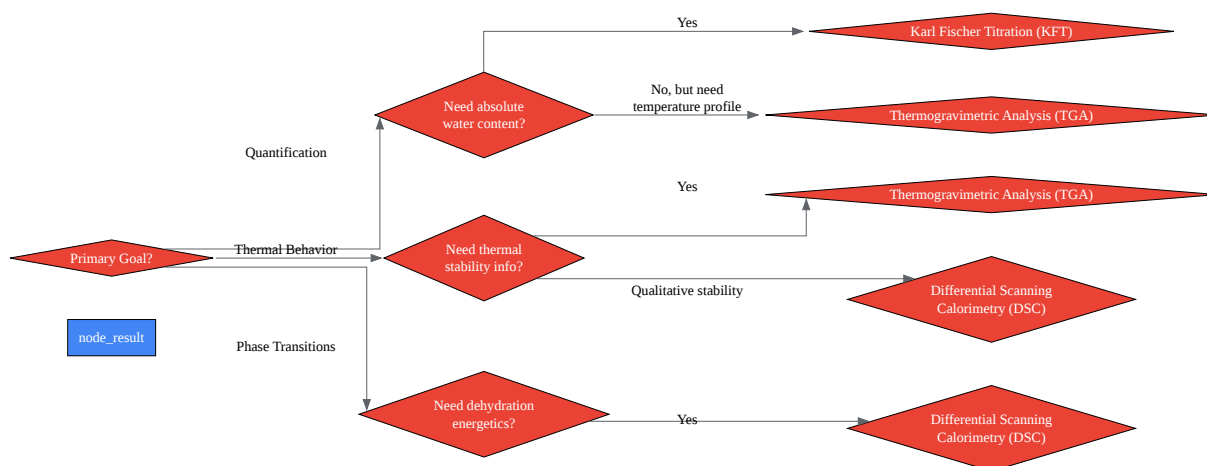 Yes
Karl Fischer Titration (KFT)
Need absolute
water content?
No, but need
temperature profile
Thermogravimetric Analysis (TGA)
Quantification
Yes
Thermogravimetric Analysis (TGA)
Primary Goal?
Thermal Behavior
Need thermal
stability info?
Qualitative stability
Differential Scanning
Calorimetry (DSC)
node_result
Phase Transitions
Need dehydration
energetics?
Yes
Differential Scanning
Calorimetry (DSC)